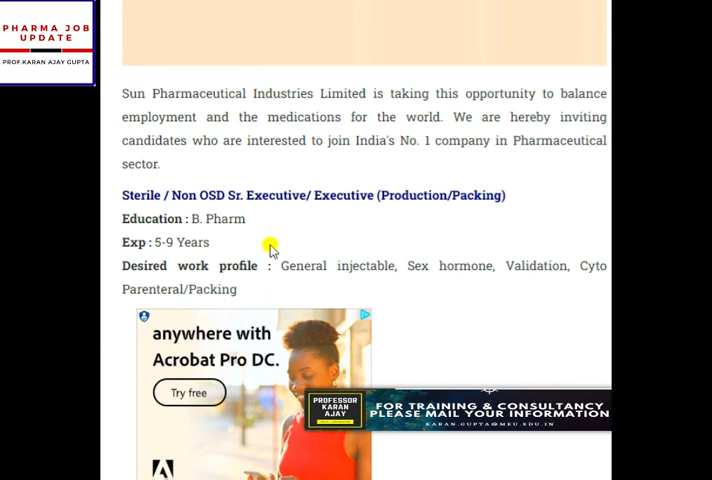 PHARMA JOB
UPDATE
PROF.KARAN AJAY GUPTA
Sun Pharmaceutical Industries Limited is taking this opportunity to balance
employment and the medications for the world. We are hereby inviting
candidates who are interested to join India's No. 1 company in Pharmaceutical
sector.
Sterile / Non OSD Sr. Executive/ Executive (Production/Packing)
Education : B. Pharm
Exp : 5-9 Years
Desired work profile : General injectable, Sex hormone, Validation, Cyto
Parenteral/Packing
anywhere with
Acrobat Pro DC.
Try free
PROFESSOR
KARAN
AJAY
FOR TRAINING & CONSULTANCY
PLEASE MAIL YOUR INFORMATION
KARAN.GUPTA@MEU.EDU.IN